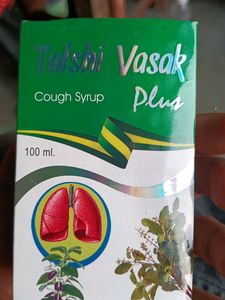 Tulshi Vasak
Cough Syrup
Plus
100 ml.